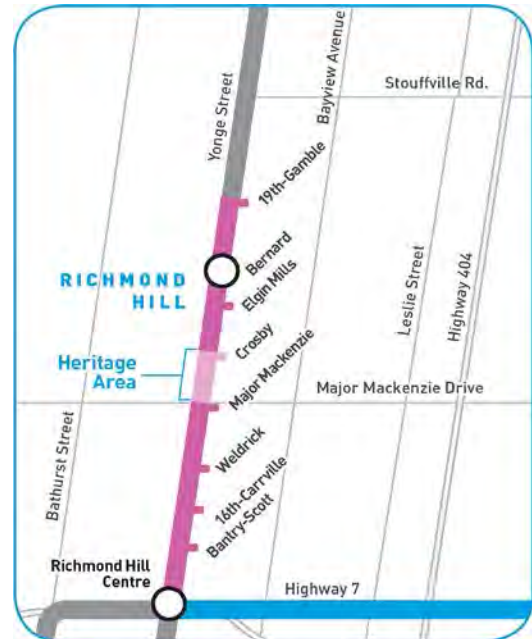 Stouffville Rd.
Yonge Street
Bayview Avenue
19th-Gamble
Bernard
RICHMOND
HILL
Elgin Mills
Leslie Street
Highway 404
Crosby
Heritage
Area
Major Mackenzie
Major Mackenzie Drive
Bathurst Street
Weldrick
16th-Carrville
Bantry-Scott
Richmond Hill
Centre
Highway 7